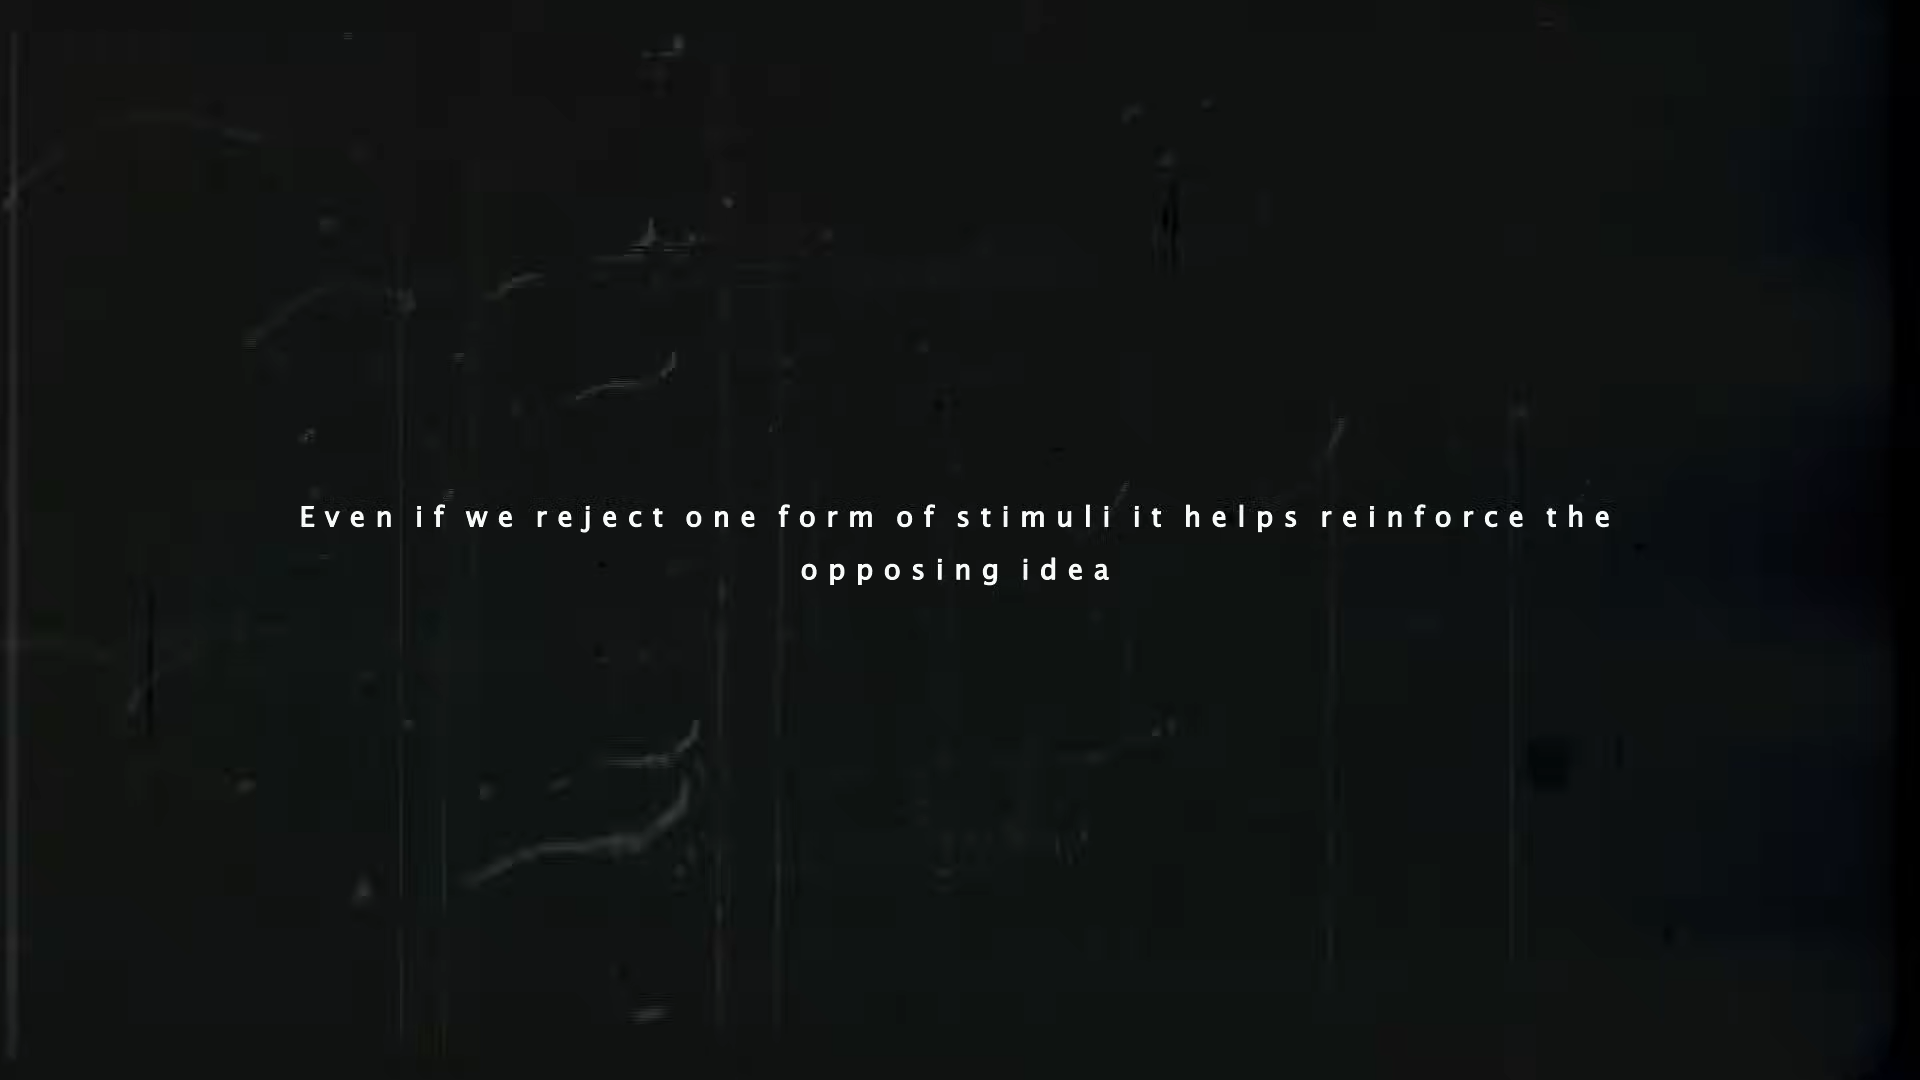 Even if we reject one form of stimuli it helps reinforce the
opposing idea